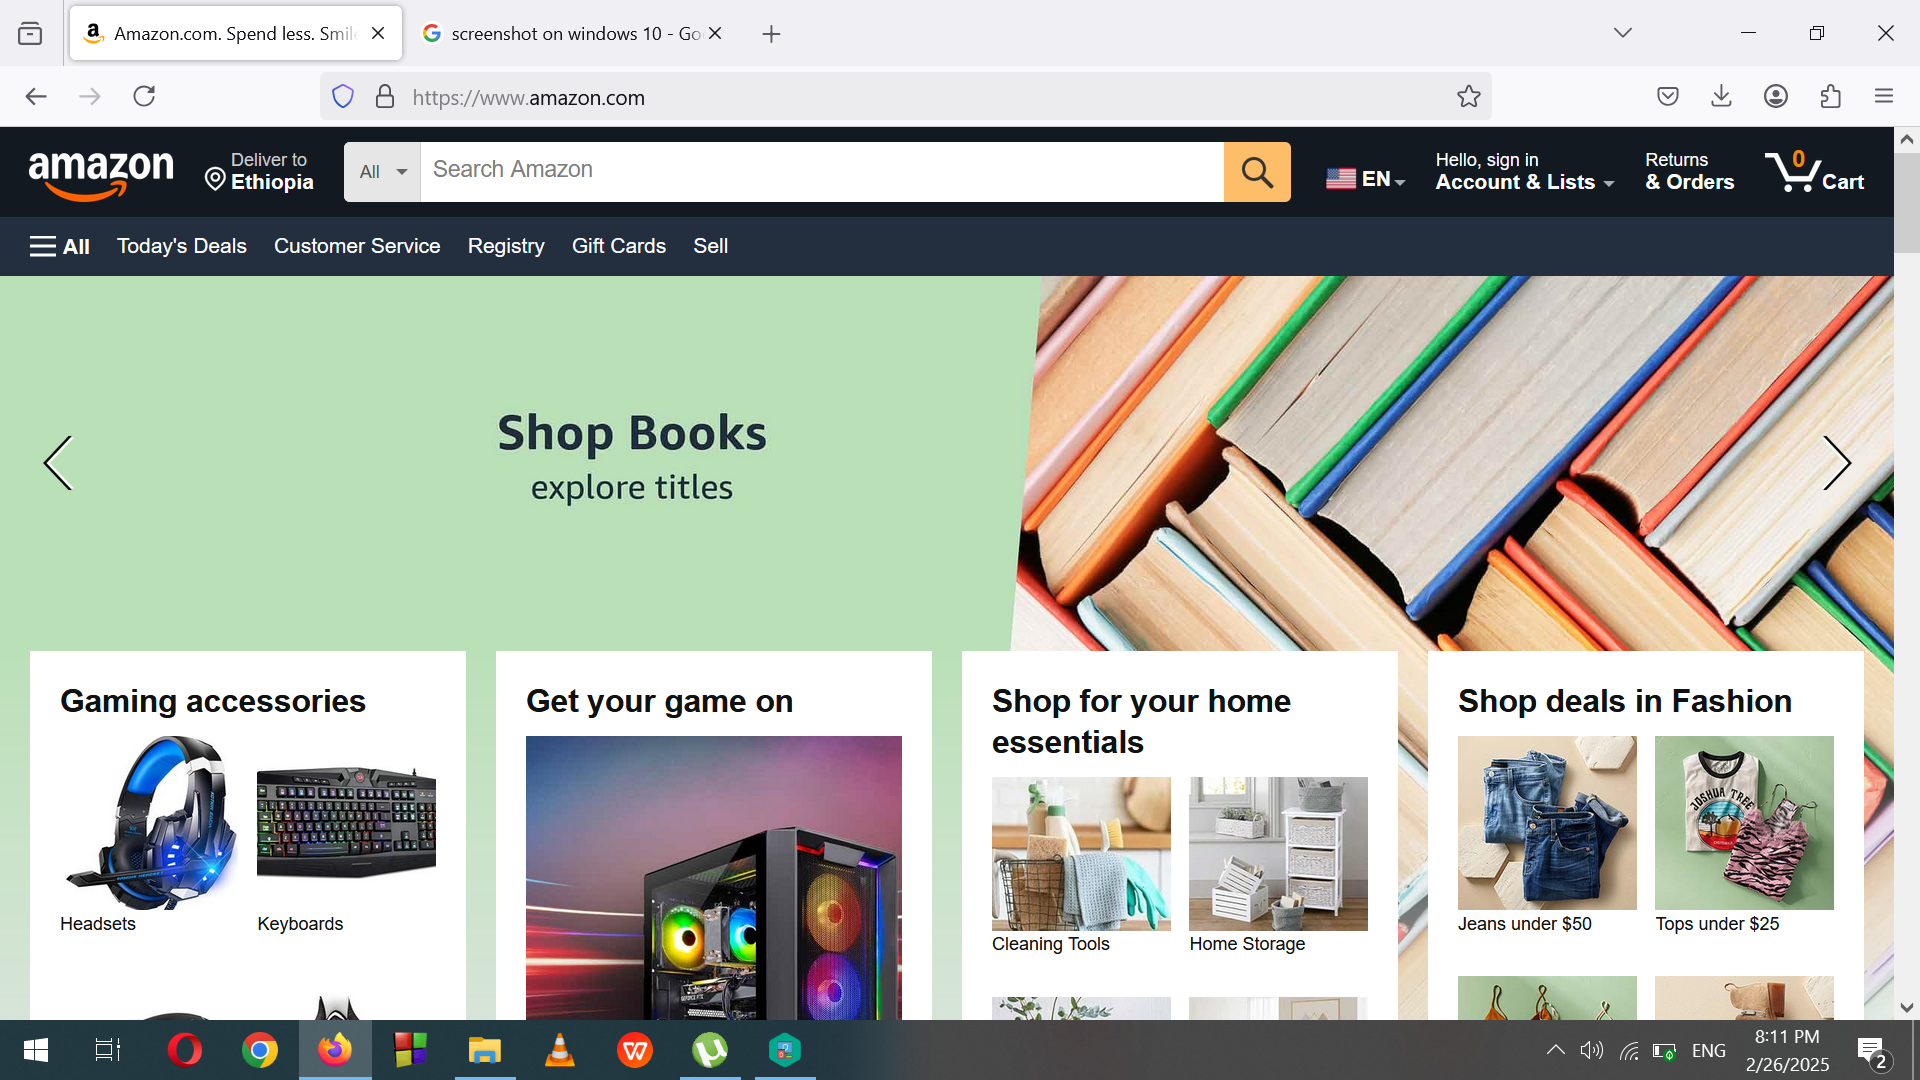 Amazon.com. Spend less. Smile
screenshot on windows 10 - Go
https://www.amazon.com
amazon
Deliver to
Ethiopia
All
Search Amazon
EN
Hello, sign in
Account & Lists
Returns
& Orders
0
Cart
All
Today's Deals
Customer Service
Registry
Gift Cards
Sell
Shop Books
explore titles
Gaming accessories
Headsets
Keyboards
Get your game on
Shop for your home
essentials
Cleaning Tools
Home Storage
Shop deals in Fashion
JOSHUA TREE
Jeans under $50
Tops under $25
ENG
8:11 PM
2/26/2025
2